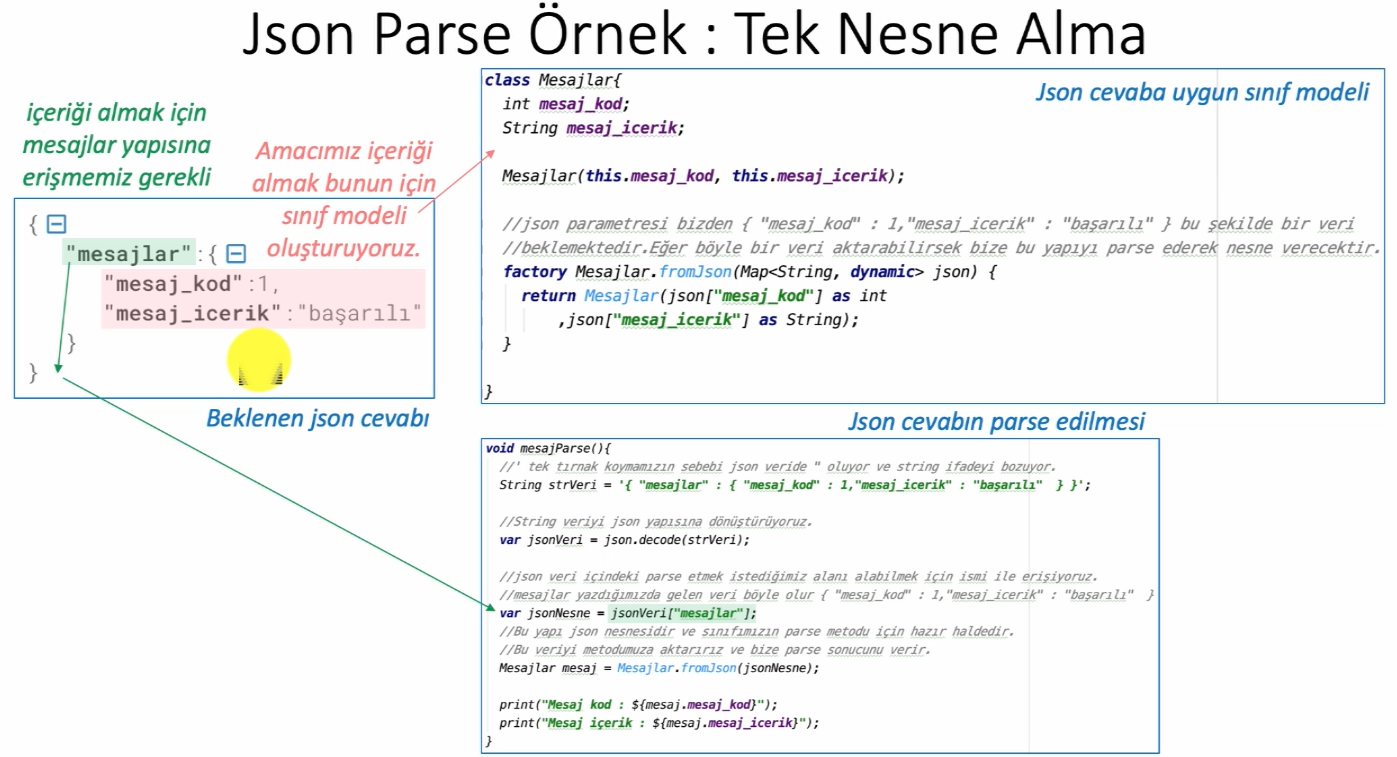 Json Parse Örnek : Tek Nesne Alma
içeriği almak için
mesajlar yapısına
erişmemiz gerekli
Amacımız içeriği
almak bunun için
sınıf modeli
oluşturuyoruz.
{
"mesajlar":{
"mesaj_kod":1,
"mesaj_icerik":"başarılı"
}
}
Beklenen json cevabı
Json cevaba uygun sınıf modeli
class Mesajlar{
int mesaj_kod;
String mesaj_icerik;
Mesajlar(this.mesaj_kod, this.mesaj_icerik);
//json parametresi bizden { "mesaj_kod" : 1,"mesaj_icerik" : "başarılı" } bu şekilde bir veri
//beklemektedir.Eğer böyle bir veri aktarabilirsek bize bu yapıyı parse ederek nesne verecektir.
factory Mesajlar.fromJson(Map<String, dynamic> json) {
return Mesajlar(json["mesaj_kod"] as int
,json["mesaj_icerik"] as String);
}
}
Json cevabın parse edilmesi
void mesajParse(){
//' tek tırnak koymamızın sebebi json veride " oluyor ve string ifadeyi bozuyor.
String strVeri = '{ "mesajlar" : { "mesaj_kod" : 1,"mesaj_icerik" : "başarılı" } }';
//String veriyi json yapısına dönüştürüyoruz.
var jsonVeri = json.decode(strVeri);
//json veri içindeki parse etmek istediğimiz alanı alabilmek için ismi ile erişiyoruz.
//mesajlar yazdığımızda gelen veri böyle olur { "mesaj_kod" : 1,"mesaj_icerik" : "başarılı" }
var jsonNesne = jsonVeri["mesajlar"];
//Bu yapı json nesnesidir ve sınıfımızın parse metodu için hazır haldedir.
//Bu veriyi metodumuza aktarırız ve bize parse sonucunu verir.
Mesajlar mesaj = Mesajlar.fromJson(jsonNesne);
print("Mesaj kod : ${mesaj.mesaj_kod}");
print("Mesaj içerik : ${mesaj.mesaj_icerik}");
}